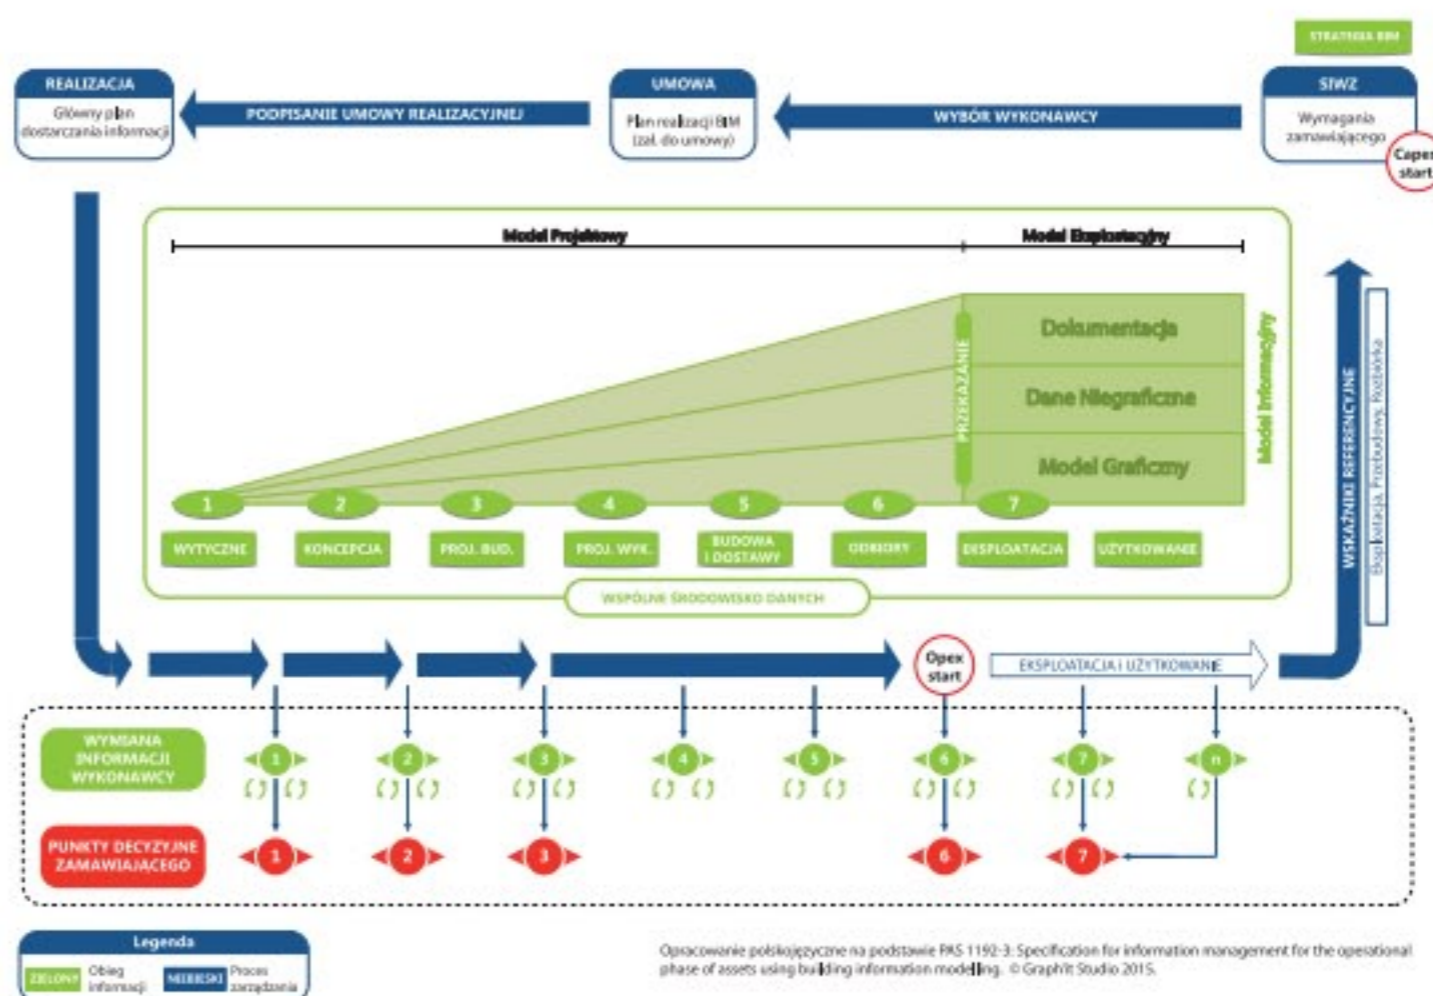 STRATEGIA BIM
REALIZACJA
Główny plan
dostarczania informacji
PODPISANIE UMOWY REALIZACYJNEJ
UMOWA
Plan realizacji BIM
(zał. do umowy)
WYBÓR WYKONAWCY
SIWZ
Wymagania
zamawiającego
Capex
start
Model Projektowy
Model Eksploatacyjny
Dokumentacja
Dane Niegraficzne
Model Graficzny
PRZEKAZANIE
Model Informacyjny
WSKAŹNIKI REFERENCYJNE
Eksploatacja, Przebudowy, Rozbiórka
1 2 3 4 5 6 7
WYTYCZNE
KONCEPCJA
PROJ. BUD.
PROJ. WYK.
BUDOWA
I DOSTAWY
ODBIORY
EKSPLOATACJA
UŻYTKOWANIE
WSPÓLNE ŚRODOWISKO DANYCH
Opex
start
EKSPLOATACJA i UŻYTKOWANIE
WYMIANA
INFORMACJI
WYKONAWCY
1 2 3 4 5 6 7 n
PUNKTY DECYZYJNE
ZAMAWIAJĄCEGO
1 2 3 6 7
Legenda
ZIELONY
Obieg
informacji
NIEBIESKI
Proces
zarządzania
Opracowanie polskojęzyczne na podstawie PAS 1192-3: Specification for information management for the operational
phase of assets using building information modelling. © Graph'it Studio 2015.